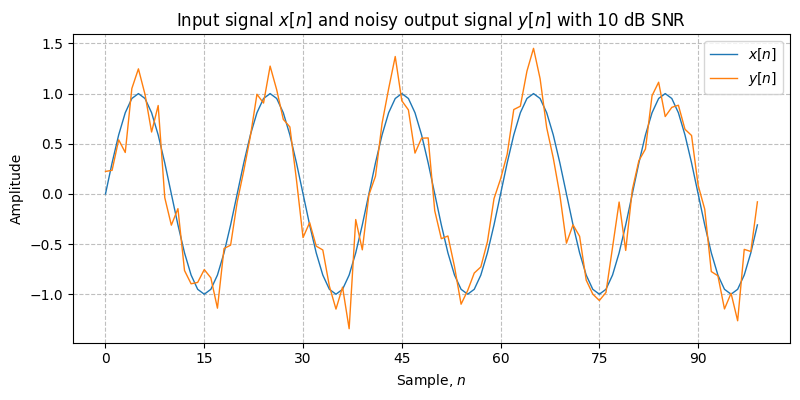 Input signal x[n] and noisy output signal y[n] with 10 dB SNR
x[n]
y[n]
Amplitude
1.5
1.0
0.5
0.0
−0.5
−1.0
0 15 30 45 60 75 90
Sample, n